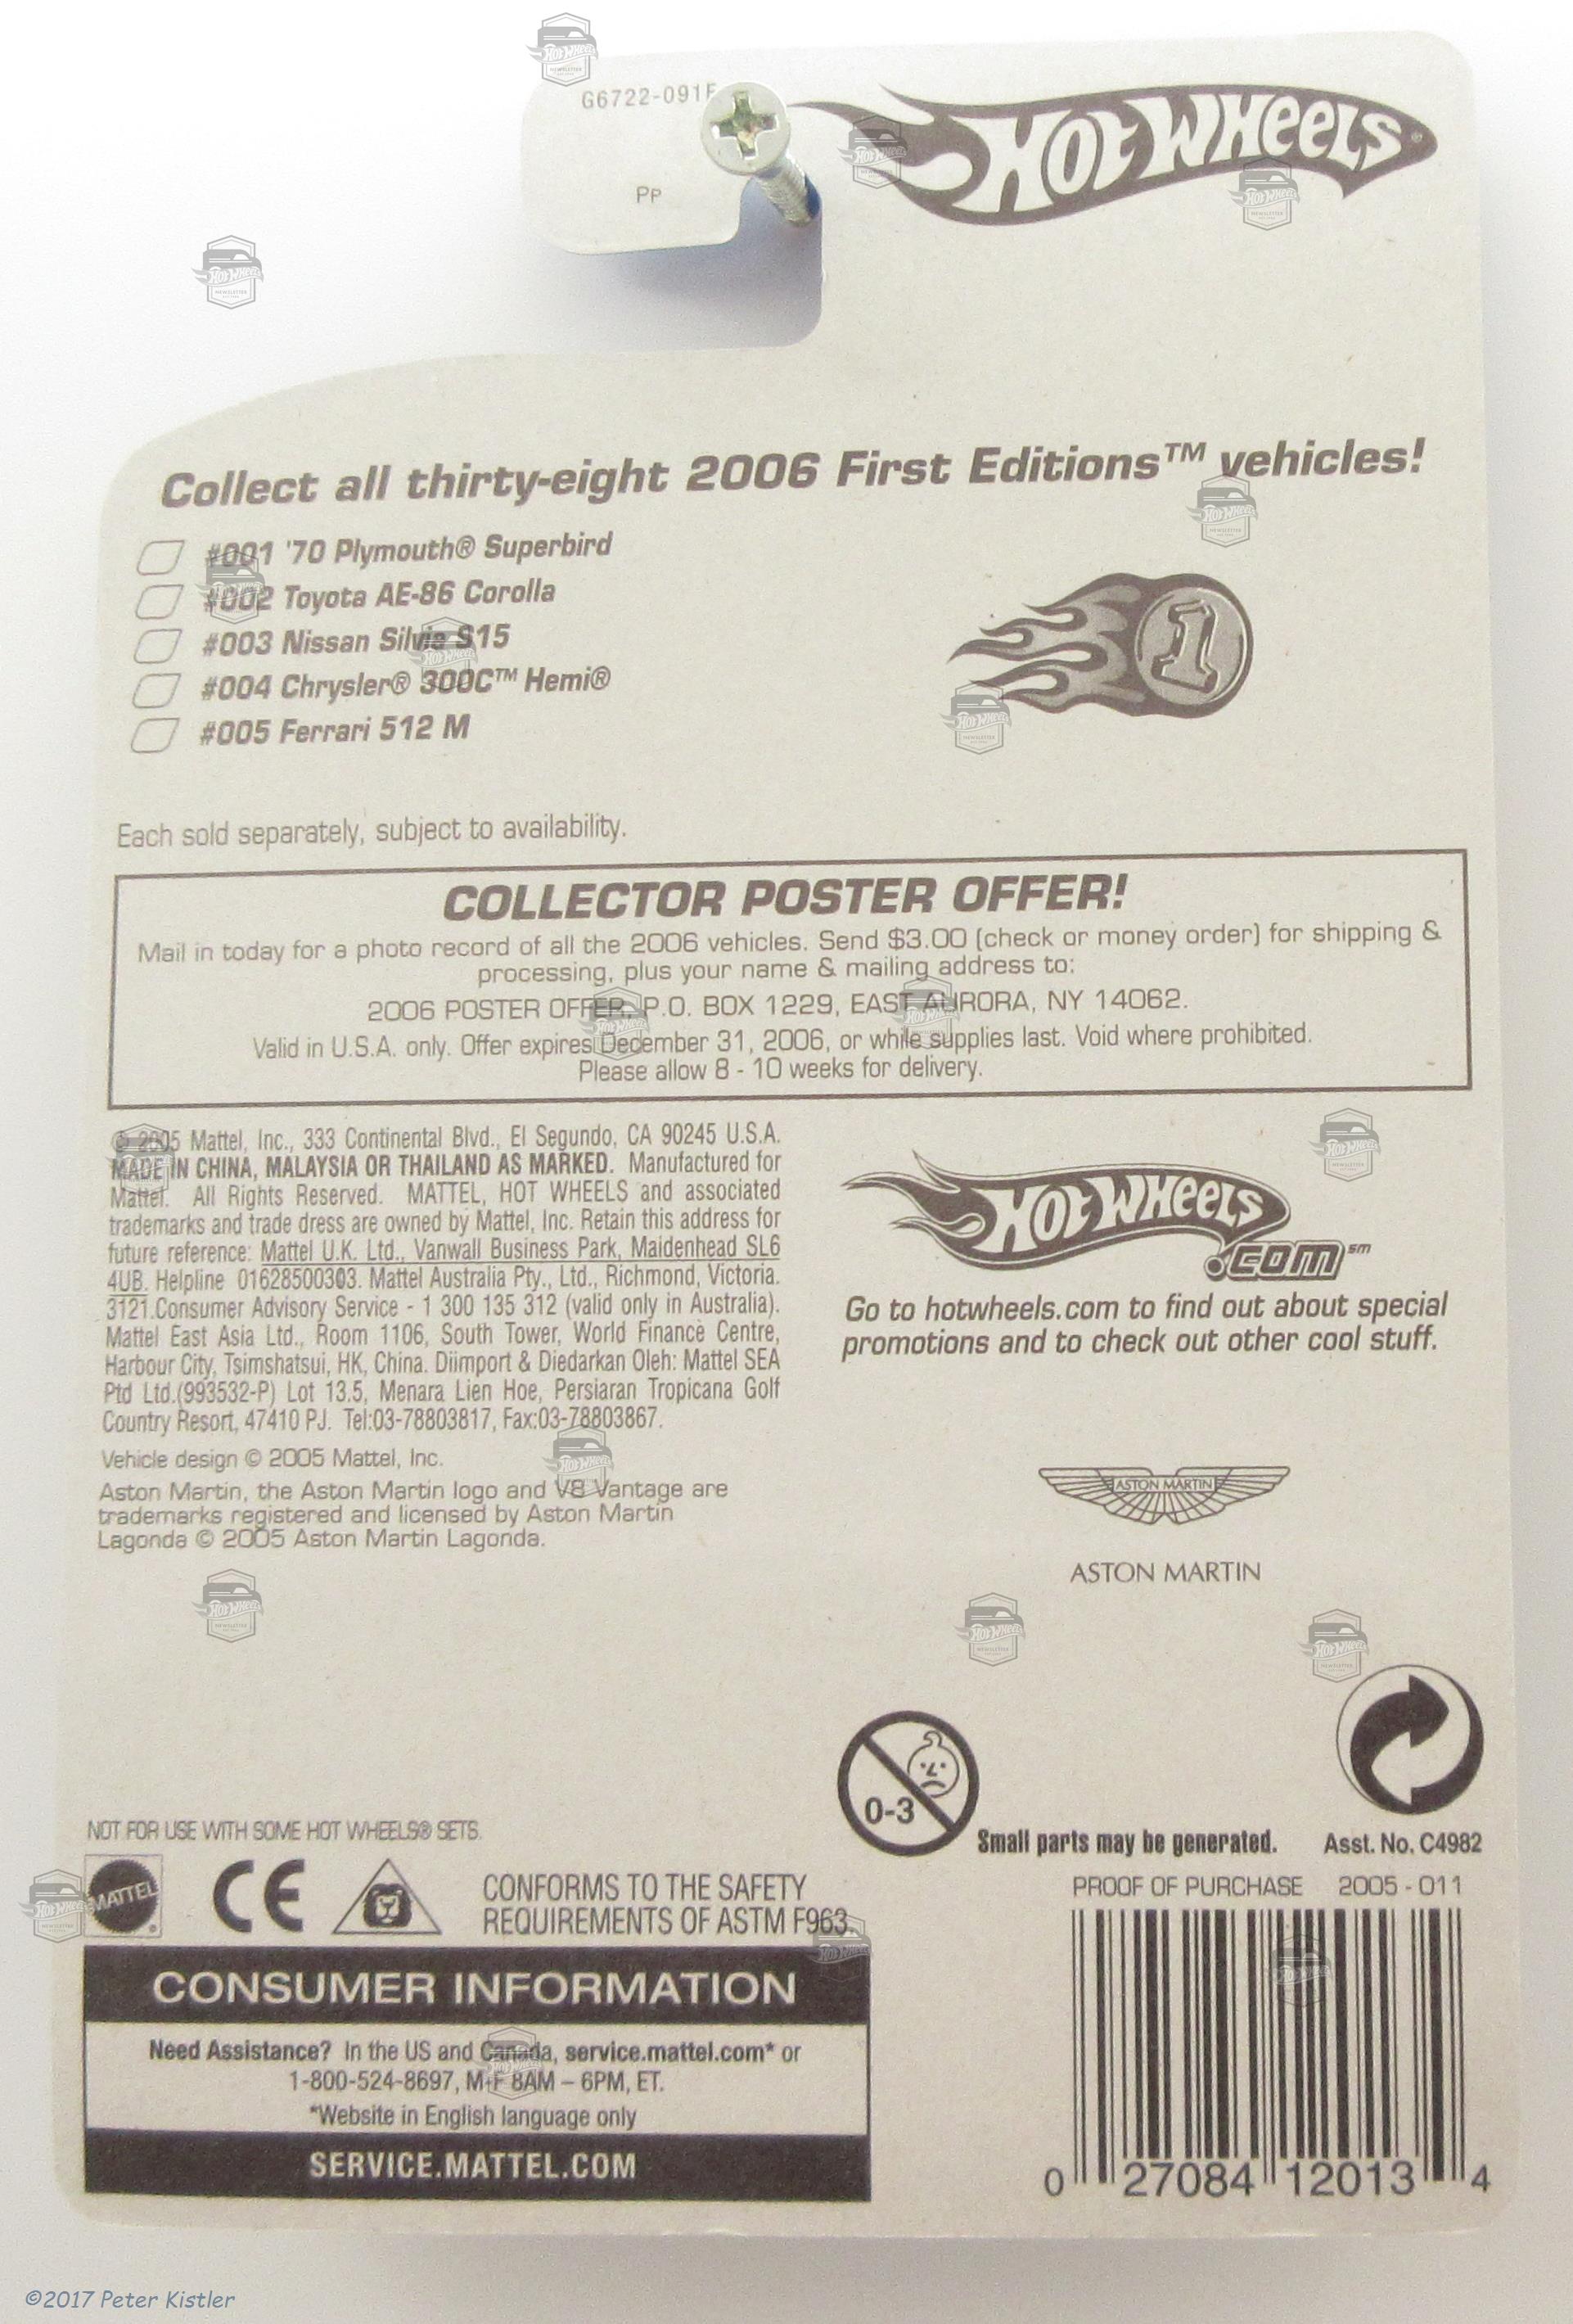 G6722-091
Pp
HOT WHEELS
Collect all thirty-eight 2006 First Editions™ vehicles!
#001 '70 Plymouth® Superbird
#002 Toyota AE-86 Corolla
#003 Nissan Silvia S15
#004 Chrysler® 300C™ Hemi®
#005 Ferrari 512 M
1
Each sold separately, subject to availability.
COLLECTOR POSTER OFFER!
Mail in today for a photo record of all the 2006 vehicles. Send $3.00 (check or money order) for shipping &
processing, plus your name & mailing address to:
2006 POSTER OFFER, P.O. BOX 1229, EAST AURORA, NY 14062.
Valid in U.S.A. only. Offer expires December 31, 2006, or while supplies last. Void where prohibited.
Please allow 8 - 10 weeks for delivery.
© 2005 Mattel, Inc., 333 Continental Blvd., El Segundo, CA 90245 U.S.A.
MADE IN CHINA, MALAYSIA OR THAILAND AS MARKED. Manufactured for
Mattel. All Rights Reserved. MATTEL, HOT WHEELS and associated
trademarks and trade dress are owned by Mattel, Inc. Retain this address for
future reference: Mattel U.K. Ltd., Vanwall Business Park, Maidenhead SL6
4UB. Helpline 01628500303. Mattel Australia Pty., Ltd., Richmond, Victoria.
3121.Consumer Advisory Service - 1 300 135 312 (valid only in Australia).
Mattel East Asia Ltd., Room 1106, South Tower, World Finance Centre,
Harbour City, Tsimshatsui, HK, China. Diimport & Diedarkan Oleh: Mattel SEA
Ptd Ltd.(993532-P) Lot 13.5, Menara Lien Hoe, Persiaran Tropicana Golf
Country Resort, 47410 PJ. Tel:03-78803817, Fax:03-78803867.
Vehicle design © 2005 Mattel, Inc.
Aston Martin, the Aston Martin logo and V8 Vantage are
trademarks registered and licensed by Aston Martin
Lagonda © 2005 Aston Martin Lagonda.
HOT WHEELS
.COM℠
Go to hotwheels.com to find out about special
promotions and to check out other cool stuff.
ASTON MARTIN
ASTON MARTIN
0-3
Small parts may be generated.
Asst. No. C4982
NOT FOR USE WITH SOME HOT WHEELS® SETS.
MATTEL
CE
CONFORMS TO THE SAFETY
REQUIREMENTS OF ASTM F963.
CONSUMER INFORMATION
Need Assistance? In the US and Canada, service.mattel.com* or
1-800-524-8697, M-F 8AM – 6PM, ET.
*Website in English language only
SERVICE.MATTEL.COM
PROOF OF PURCHASE 2005 - 011
0 27084 12013 4
©2017 Peter Kistler